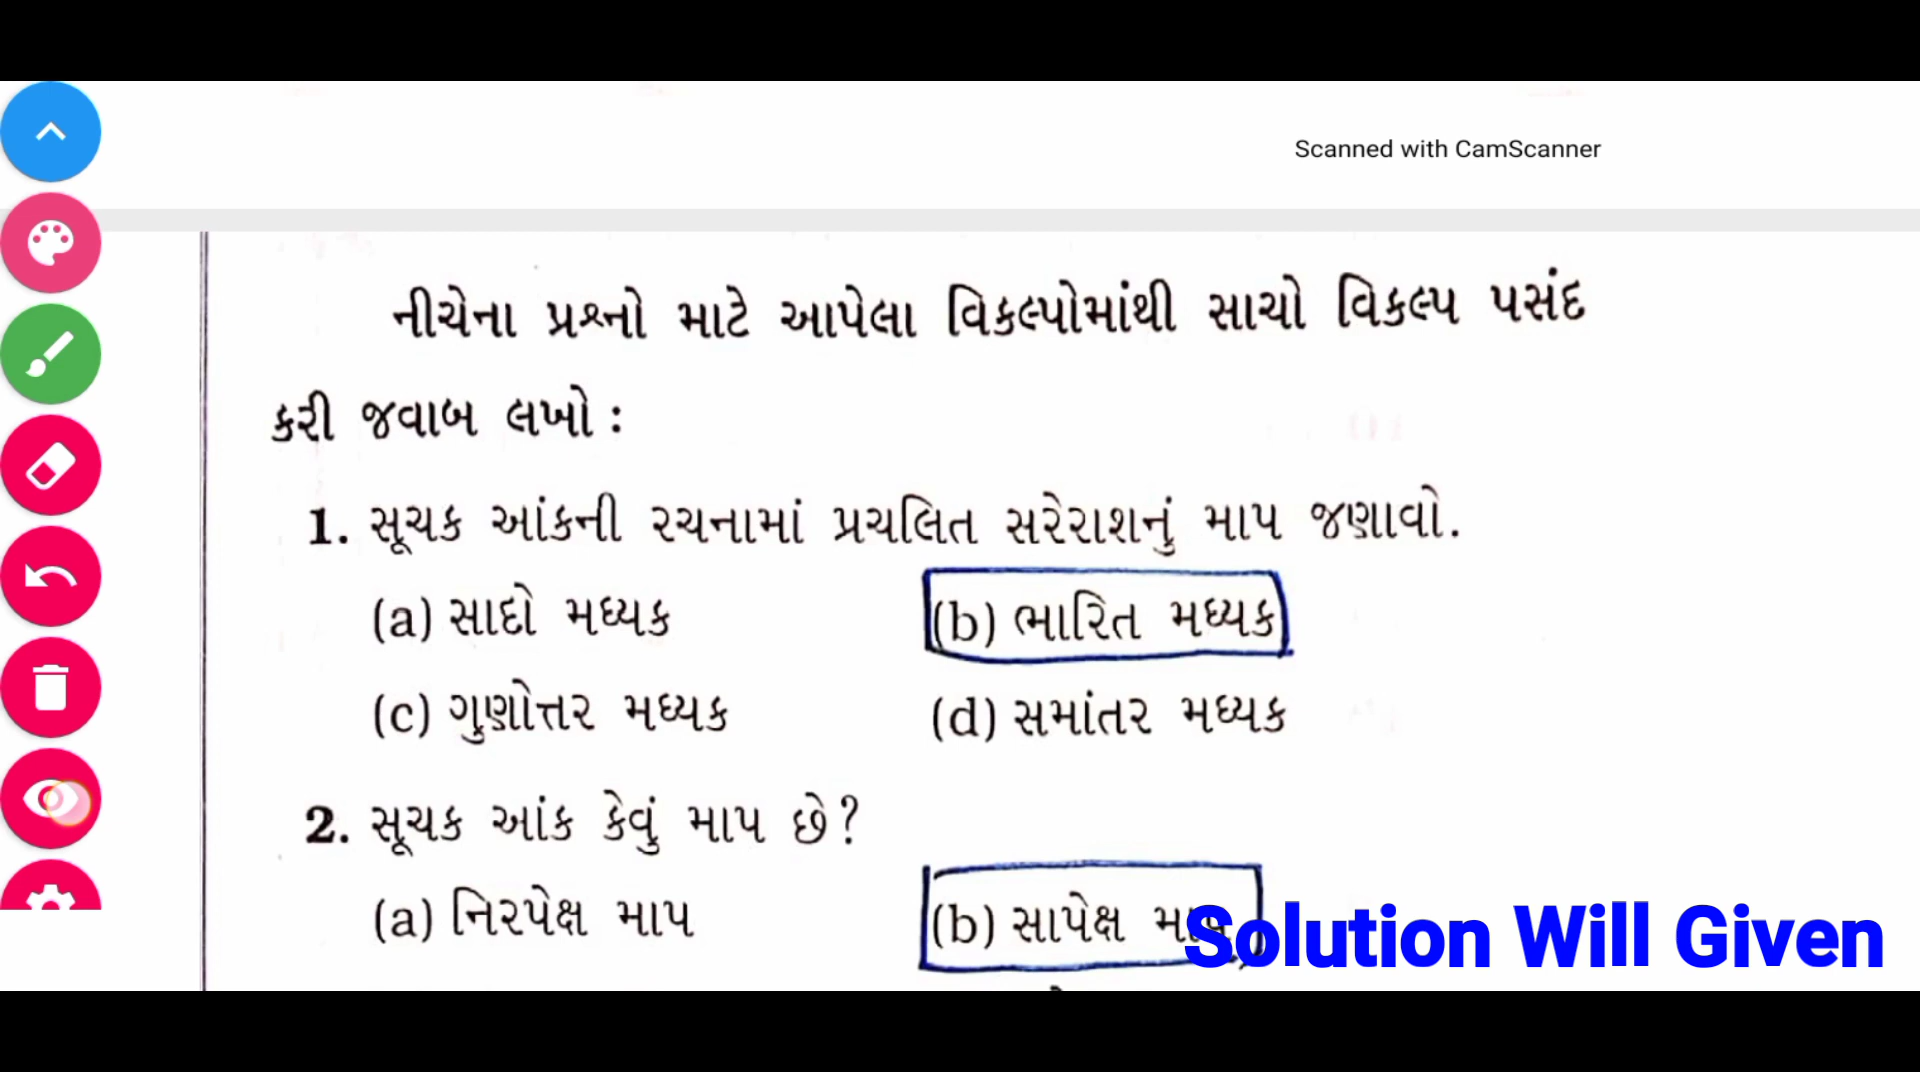 Scanned with CamScanner
નીચેના પ્રશ્નો માટે આપેલા વિકલ્પોમાંથી સાચો વિકલ્પ પસંદ
કરી જવાબ લખો :
1. સૂચક આંકની રચનામાં પ્રચલિત સરેરાશનું માપ જણાવો.
(a) સાદો મધ્યક (b) ભારિત મધ્યક
(c) ગુણોત્તર મધ્યક (d) સમાંતર મધ્યક
2. સૂચક આંક કેવું માપ છે?
(a) નિરપેક્ષ માપ (b) સાપેક્ષ માપ
Solution Will Given